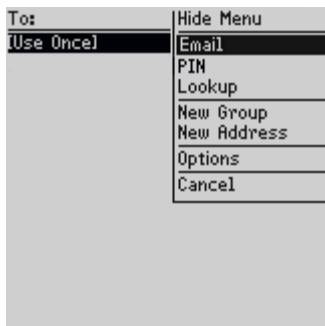 To:
[Use Once]
Hide Menu
Email
PIN
Lookup
New Group
New Address
Options
Cancel